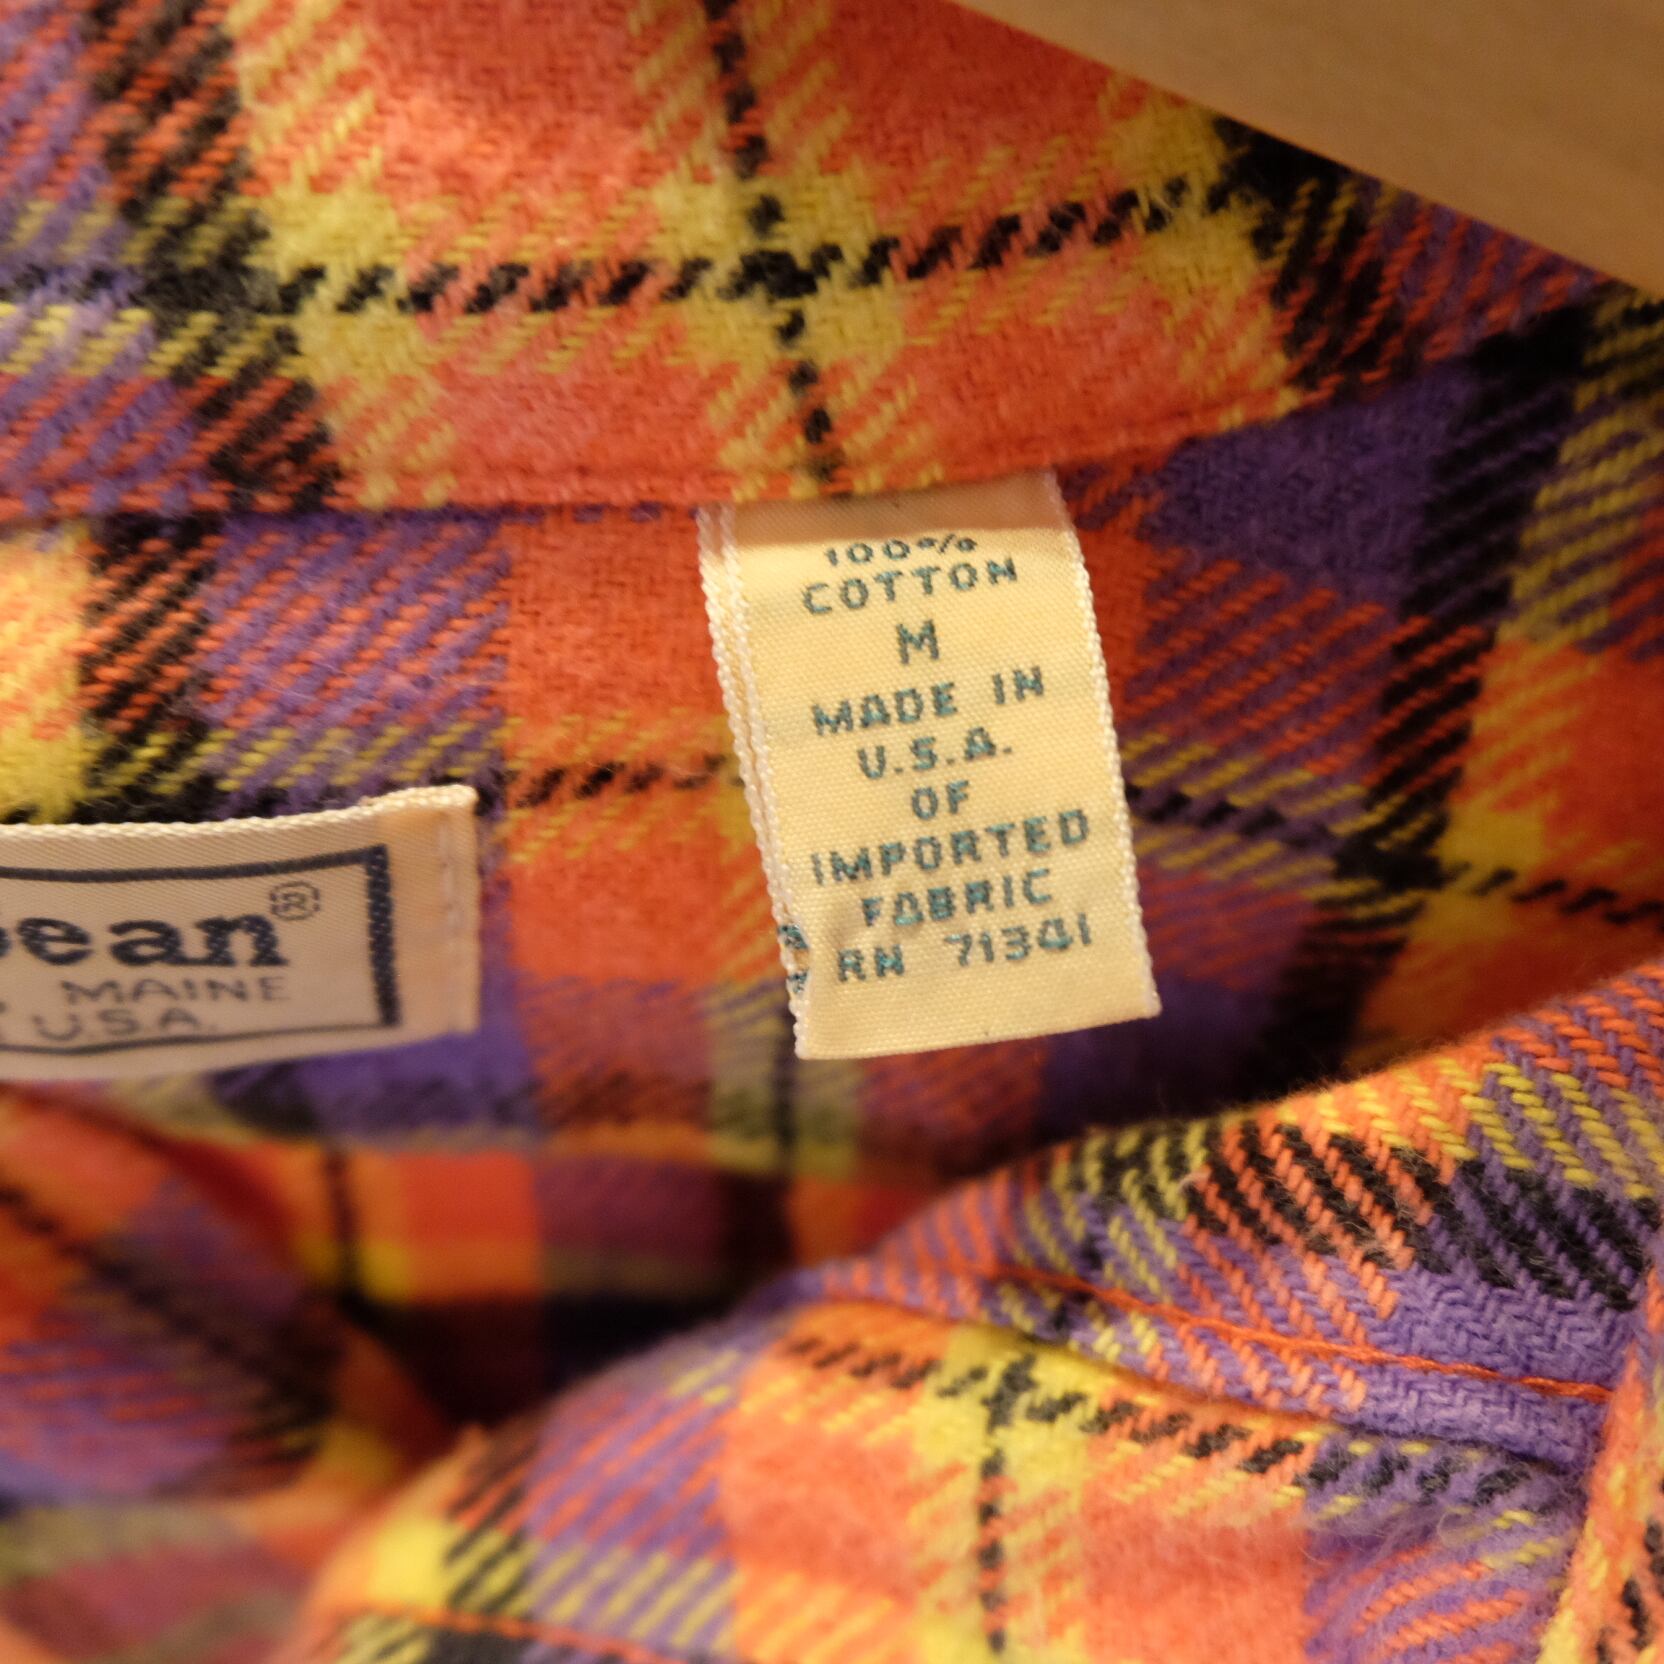 100%
COTTON
M
MADE IN
U.S.A.
OF
IMPORTED
FABRIC
RN 71341
Bean®
MAINE
U.S.A.